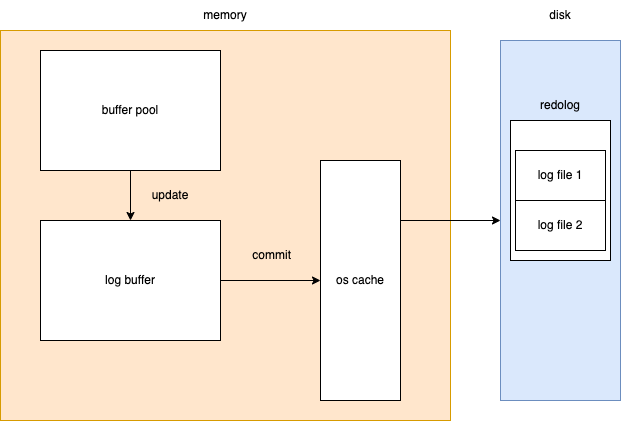 memory
disk
buffer pool
redolog
log file 1
update
log file 2
commit
log buffer
os cache